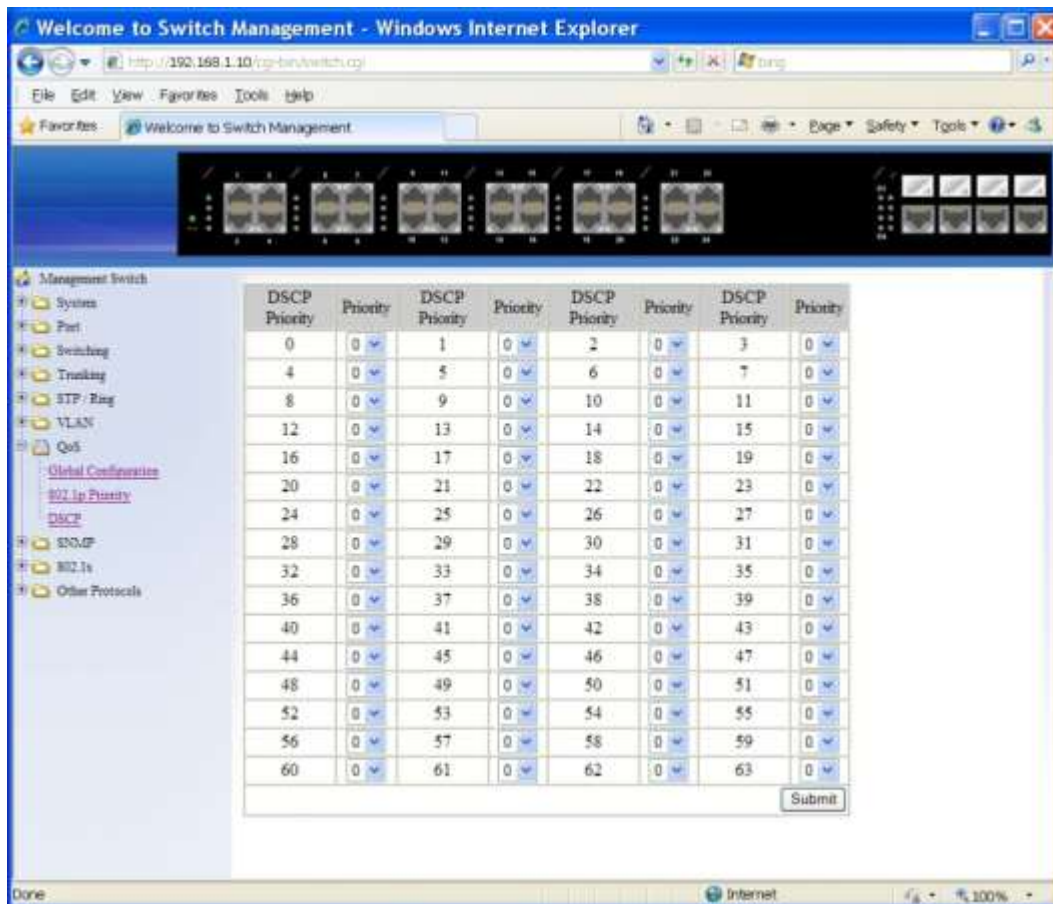 Welcome to Switch Management - Windows Internet Explorer
http://192.168.1.10/cgi-bin/switch.cgi
bing
File Edit View Favorites Tools Help
Favorites Welcome to Switch Management Page Safety Tools
Management Switch
System
Port
Switching
Trunking
STP / Ring
VLAN
QoS
Global Configuration
802.1p Priority
DSCP
SNMP
802.1x
Other Protocols
DSCP Priority Priority DSCP Priority Priority DSCP Priority Priority DSCP Priority Priority
0 0 1 0 2 0 3 0
4 0 5 0 6 0 7 0
8 0 9 0 10 0 11 0
12 0 13 0 14 0 15 0
16 0 17 0 18 0 19 0
20 0 21 0 22 0 23 0
24 0 25 0 26 0 27 0
28 0 29 0 30 0 31 0
32 0 33 0 34 0 35 0
36 0 37 0 38 0 39 0
40 0 41 0 42 0 43 0
44 0 45 0 46 0 47 0
48 0 49 0 50 0 51 0
52 0 53 0 54 0 55 0
56 0 57 0 58 0 59 0
60 0 61 0 62 0 63 0
Submit
Done Internet 100%